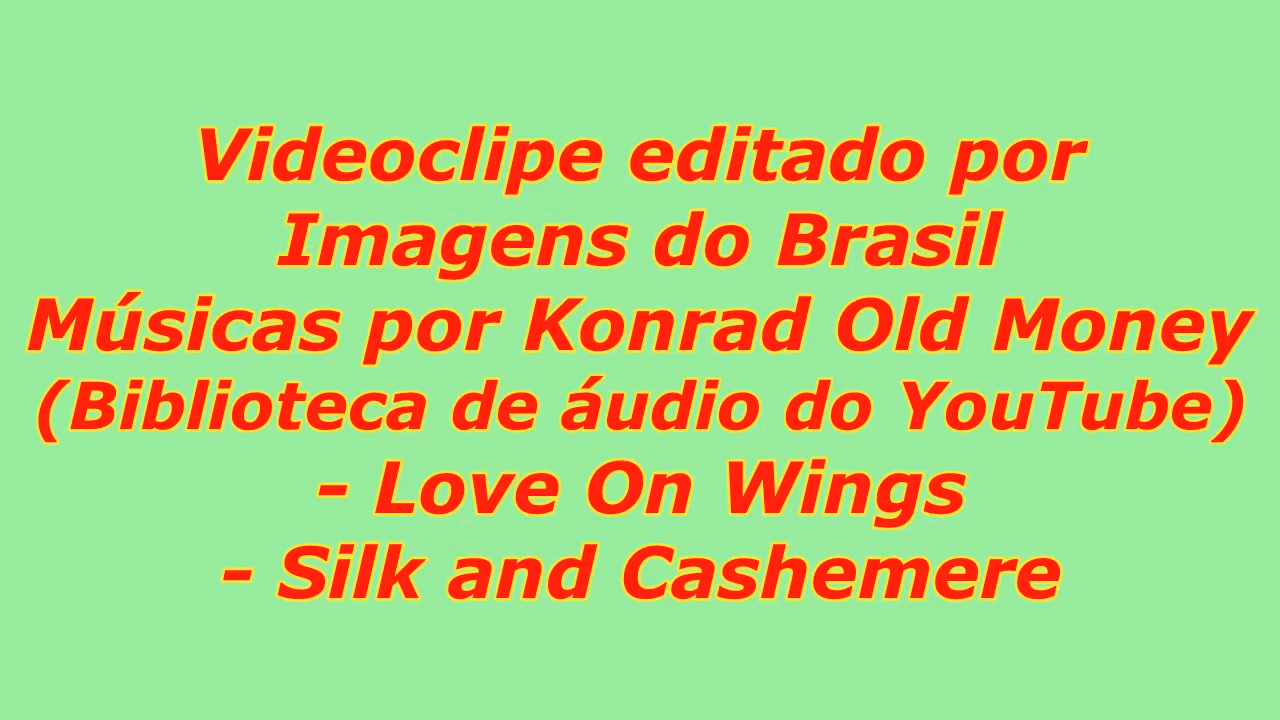 Videoclipe editado por
Imagens do Brasil
Músicas por Konrad Old Money
(Biblioteca de áudio do YouTube)
- Love On Wings
- Silk and Cashemere